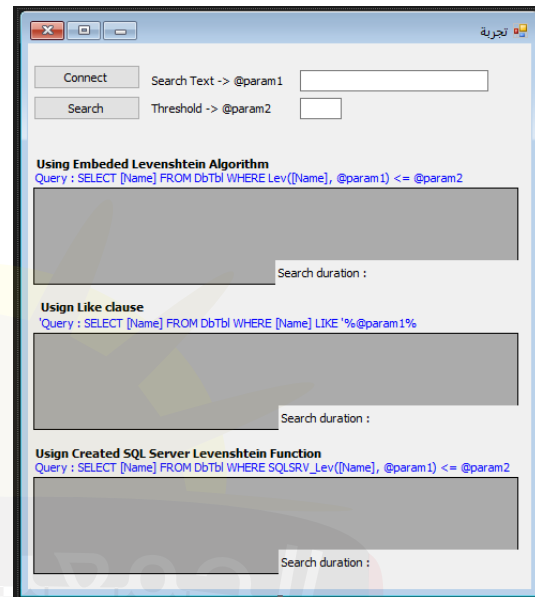 تجربة
Connect
Search Text -> @param1
Search
Threshold -> @param2
Using Embeded Levenshtein Algorithm
Query : SELECT [Name] FROM DbTbl WHERE Lev([Name], @param1) <= @param2
Search duration :
Usign Like clause
'Query : SELECT [Name] FROM DbTbl WHERE [Name] LIKE '%@param1%
Search duration :
Usign Created SQL Server Levenshtein Function
Query : SELECT [Name] FROM DbTbl WHERE SQLSRV_Lev([Name], @param1) <= @param2
Search duration :